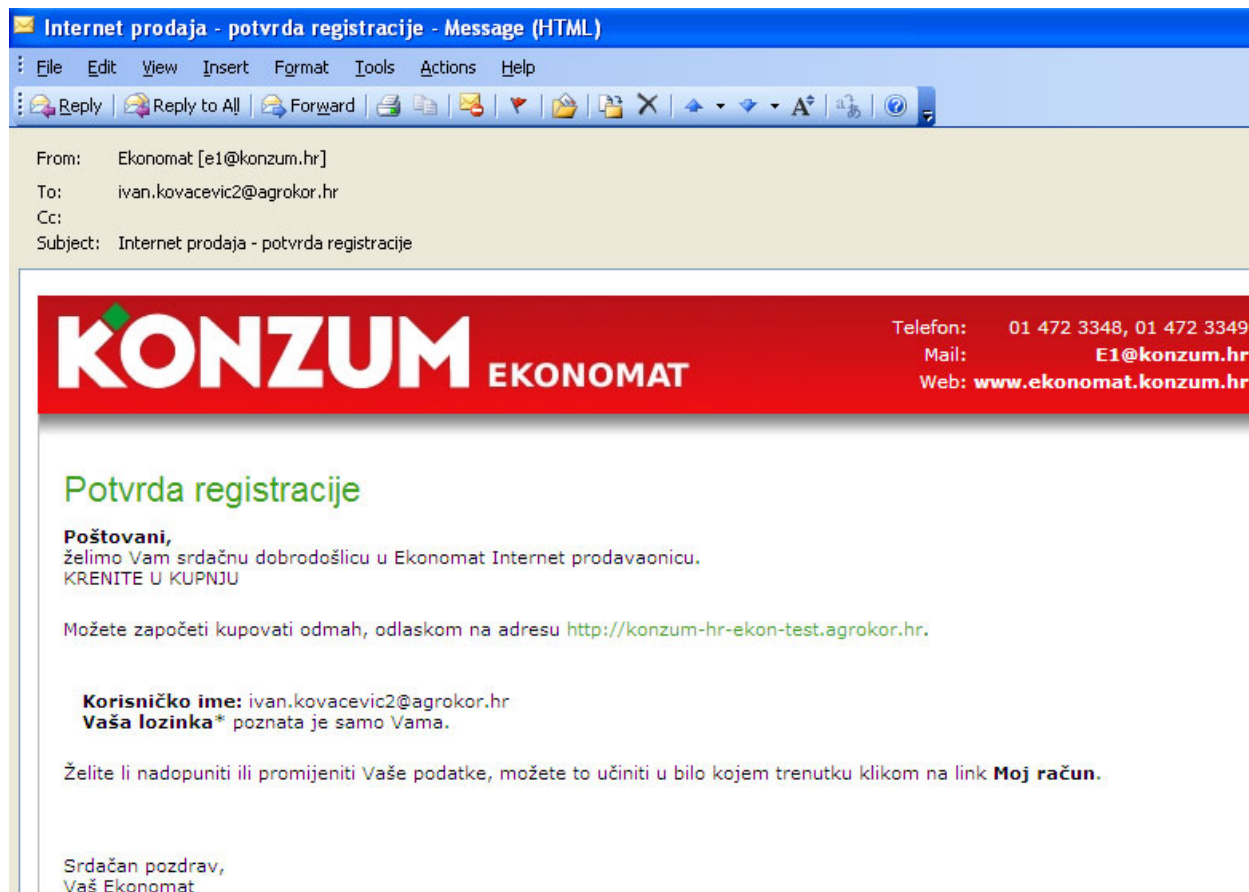 Internet prodaja - potvrda registracije - Message (HTML)
File Edit View Insert Format Tools Actions Help
Reply Reply to All Forward
From: Ekonomat [e1@konzum.hr]
To: ivan.kovacevic2@agrokor.hr
Cc:
Subject: Internet prodaja - potvrda registracije
KONZUM EKONOMAT
Telefon: 01 472 3348, 01 472 3349
Mail: E1@konzum.hr
Web: www.ekonomat.konzum.hr
Potvrda registracije
Poštovani,
želimo Vam srdačnu dobrodošlicu u Ekonomat Internet prodavaonicu.
KRENITE U KUPNJU
Možete započeti kupovati odmah, odlaskom na adresu http://konzum-hr-ekon-test.agrokor.hr.
Korisničko ime: ivan.kovacevic2@agrokor.hr
Vaša lozinka* poznata je samo Vama.
Želite li nadopuniti ili promijeniti Vaše podatke, možete to učiniti u bilo kojem trenutku klikom na link Moj račun.
Srdačan pozdrav,
Vaš Ekonomat